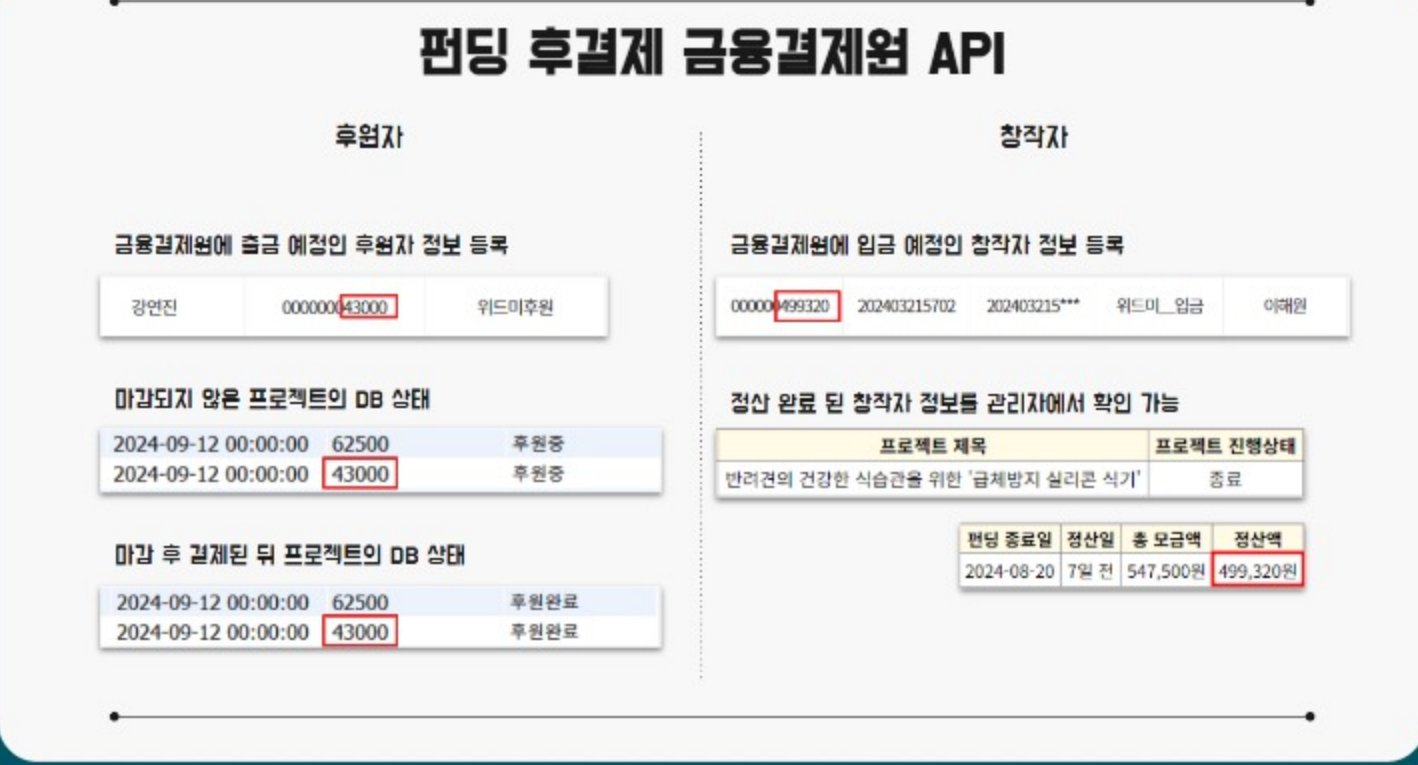 펀딩 후결제 금융결제원 API
후원자
금융결제원에 출금 예정인 후원자 정보 등록
강연진 000000043000 위드미후원
마감되지 않은 프로젝트의 DB 상태
2024-09-12 00:00:00 62500 후원중
2024-09-12 00:00:00 43000 후원중
마감 후 결제된 뒤 프로젝트의 DB 상태
2024-09-12 00:00:00 62500 후원완료
2024-09-12 00:00:00 43000 후원완료
창작자
금융결제원에 입금 예정인 창작자 정보 등록
000000499320 202403215702 202403215*** 위드미__입금 이해원
정산 완료 된 창작자 정보를 관리자에서 확인 가능
프로젝트 제목 프로젝트 진행상태
반려견의 건강한 식습관을 위한 '급체방지 실리콘 식기' 종료
펀딩 종료일 정산일 총 모금액 정산액
2024-08-20 7일 전 547,500원 499,320원